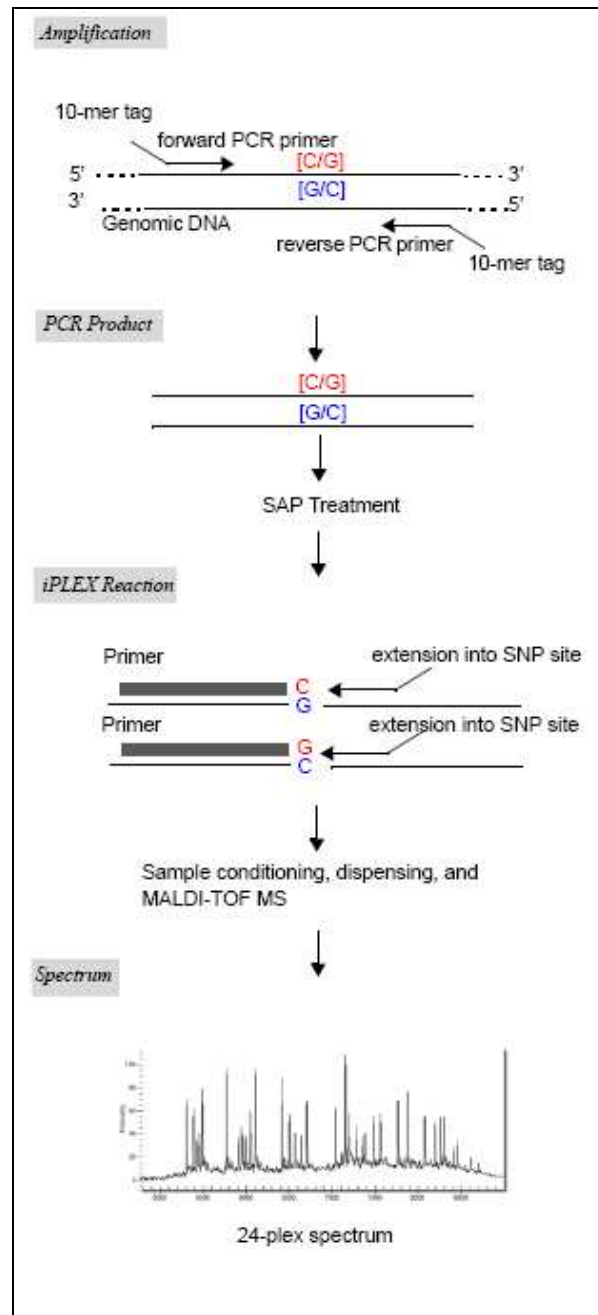 Amplification
10-mer tag
forward PCR primer
[C/G]
5' 3'
[G/C]
3' 5'
Genomic DNA
reverse PCR primer
10-mer tag
PCR Product
[C/G]
[G/C]
SAP Treatment
iPLEX Reaction
Primer extension into SNP site
C
G
Primer extension into SNP site
G
C
Sample conditioning, dispensing, and
MALDI-TOF MS
Spectrum
24-plex spectrum